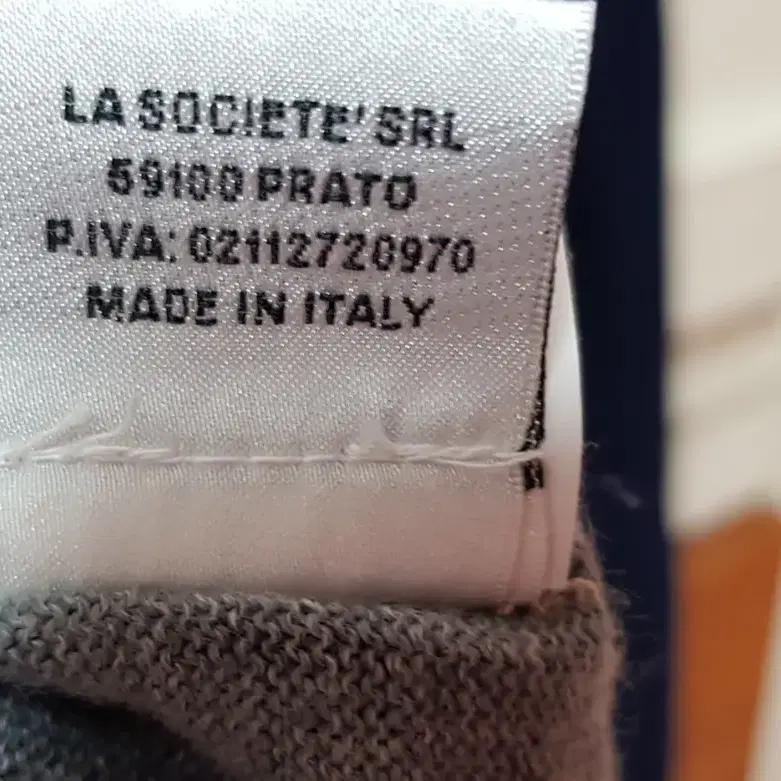 LA SOCIETE' SRL
59100 PRATO
P.IVA: 02112720970
MADE IN ITALY